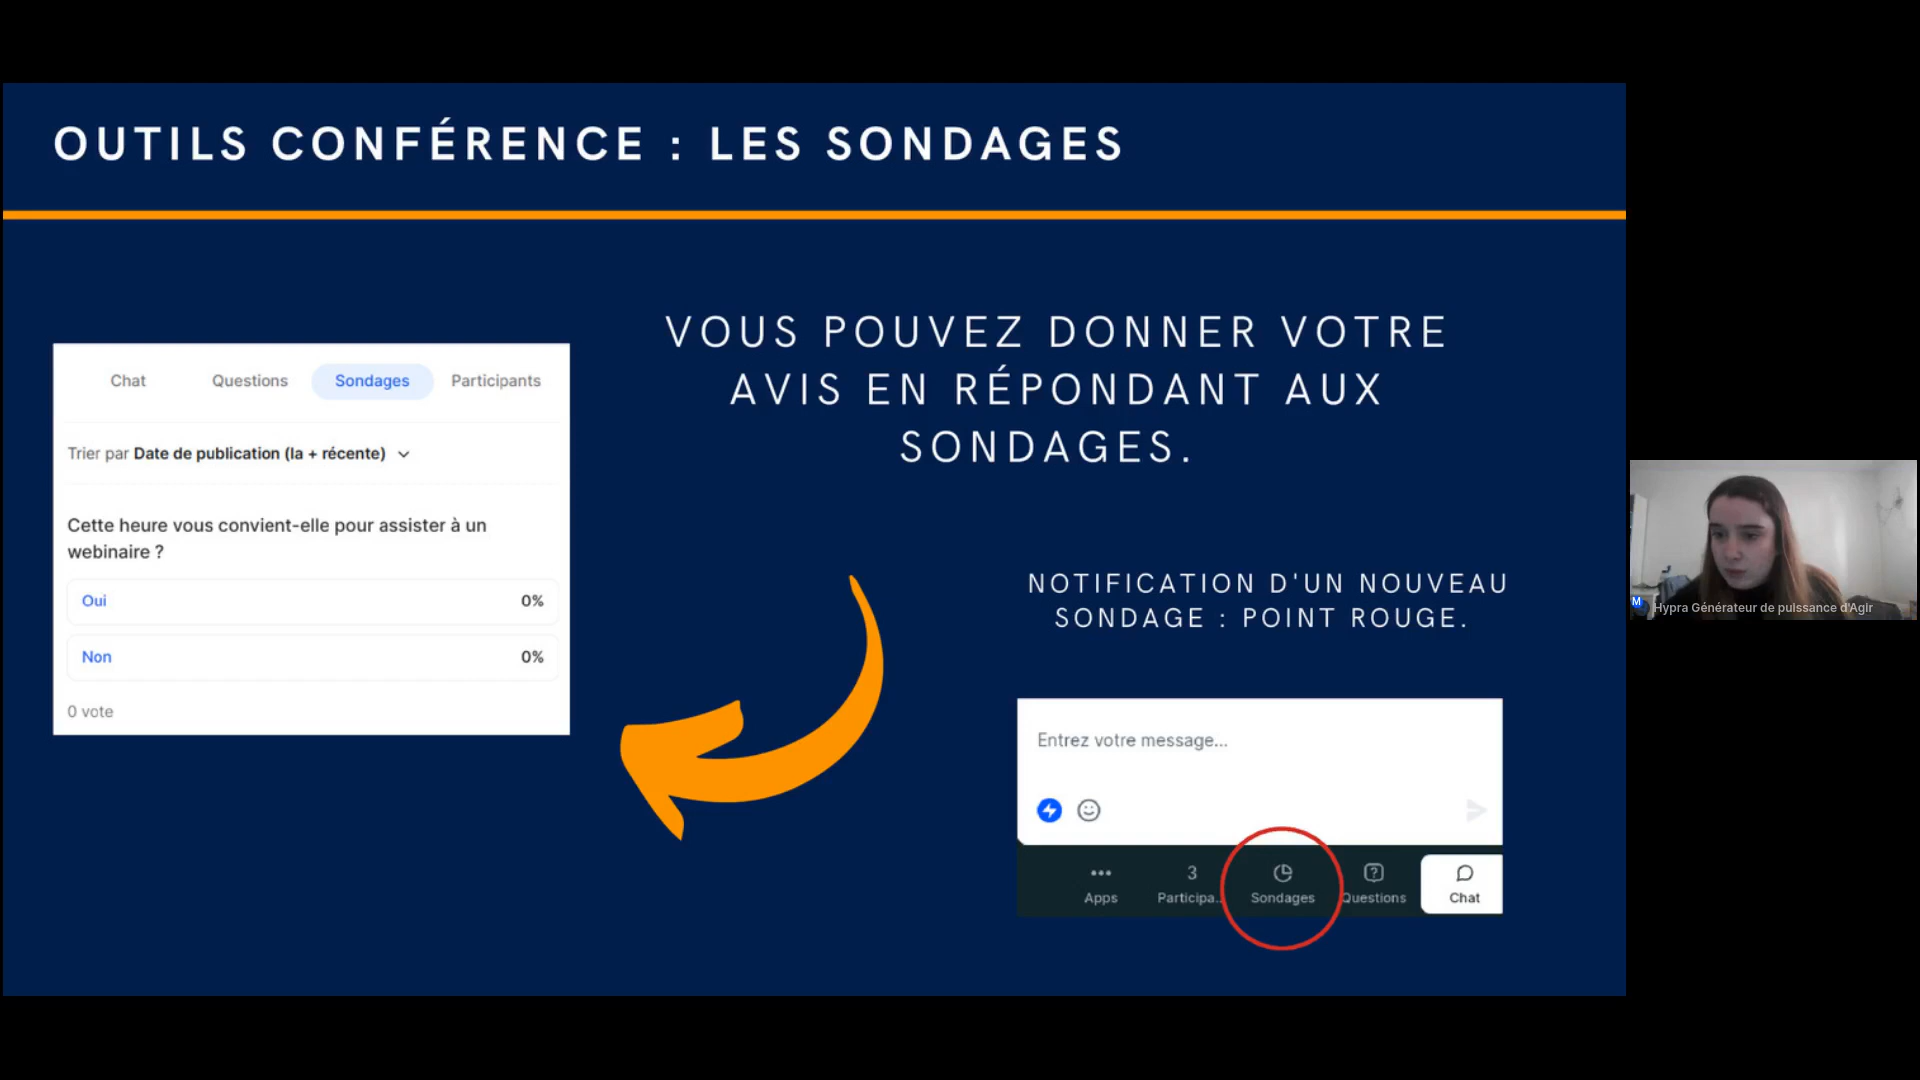 OUTILS CONFÉRENCE : LES SONDAGES
VOUS POUVEZ DONNER VOTRE
AVIS EN RÉPONDANT AUX
SONDAGES.
Chat Questions Sondages Participants
Trier par Date de publication (la + récente)
Cette heure vous convient-elle pour assister à un
webinaire ?
Oui 0%
Non 0%
0 vote
NOTIFICATION D'UN NOUVEAU
SONDAGE : POINT ROUGE.
Entrez votre message...
3
Apps Participa... Sondages Questions Chat
M Hypra Générateur de puissance d'Agir